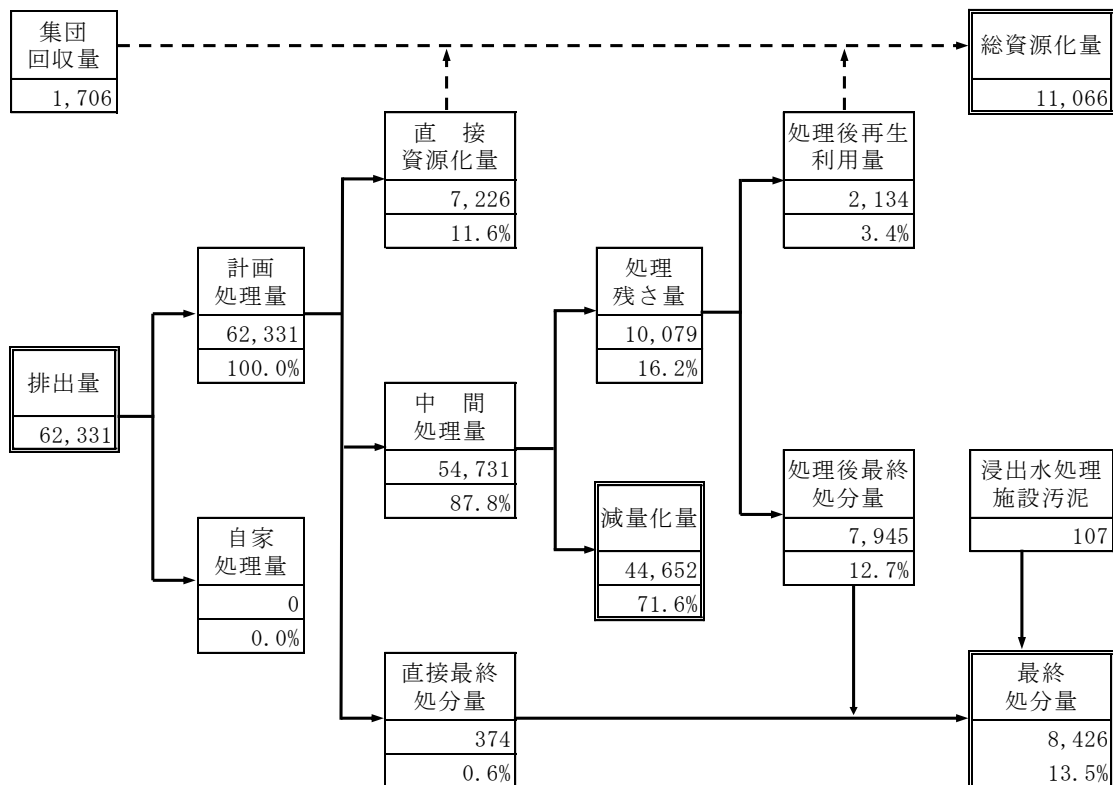 集団
回収量
1,706
総資源化量
11,066
直　接
資源化量
7,226
11.6%
処理後再生
利用量
2,134
3.4%
計画
処理量
62,331
100.0%
処理
残さ量
10,079
16.2%
排出量
62,331
中　間
処理量
54,731
87.8%
処理後最終
処分量
7,945
12.7%
浸出水処理
施設汚泥
107
減量化量
44,652
71.6%
自家
処理量
0
0.0%
直接最終
処分量
374
0.6%
最終
処分量
8,426
13.5%